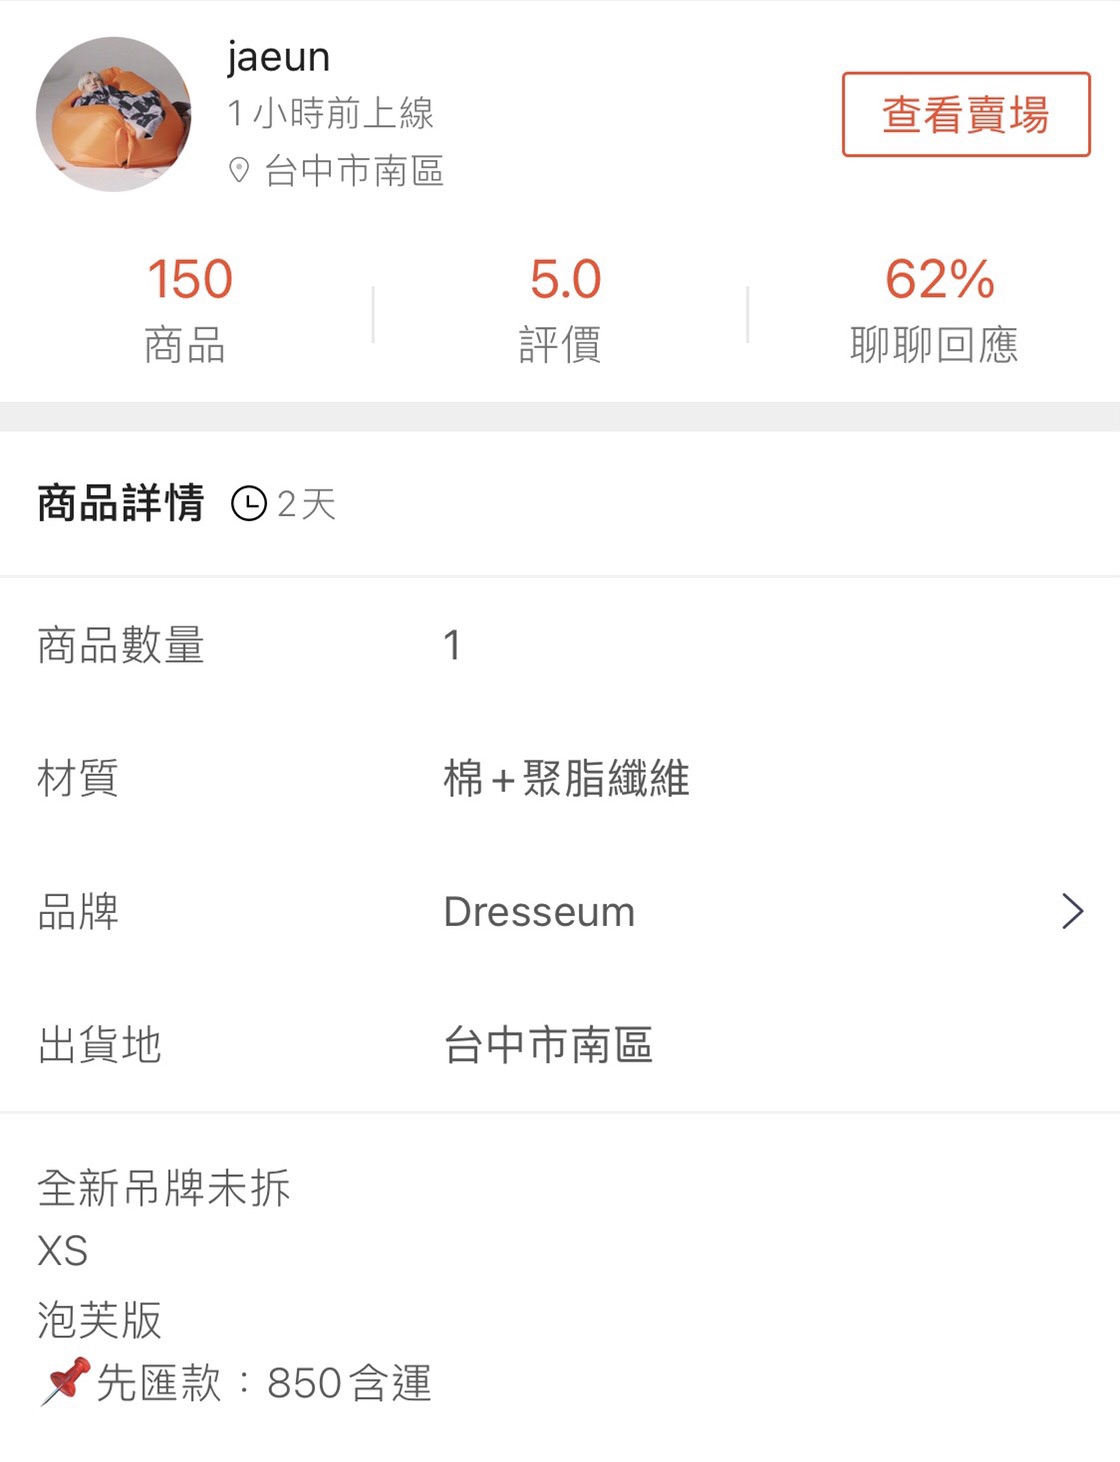 jaeun
1 小時前上線
台中市南區
查看賣場
150
商品
5.0
評價
62%
聊聊回應
商品詳情 2天
商品數量 1
材質 棉+聚脂纖維
品牌 Dresseum
出貨地 台中市南區
全新吊牌未拆
XS
泡芙版
📌先匯款：850含運